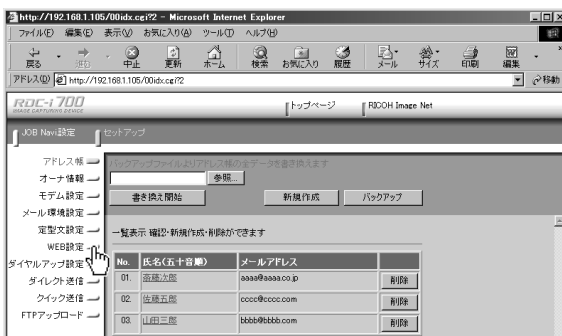 http://192.168.1.105/00idx.cgi?2 - Microsoft Internet Explorer
ファイル(F) 編集(E) 表示(V) お気に入り(A) ツール(T) ヘルプ(H)
戻る 進む 中止 更新 ホーム 検索 お気に入り 履歴 メール サイズ 印刷 編集
アドレス(D) http://192.168.1.105/00idx.cgi?2 移動
RDC-i 700
IMAGE CAPTURING DEVICE
トップページ RICOH Image Net
JOB Navi設定 セットアップ
アドレス帳
オーナ情報
モデム設定
メール環境設定
定型文設定
WEB設定
ダイヤルアップ設定
ダイレクト送信
クイック送信
FTPアップロード
バックアップファイルよりアドレス帳の全データを書き換えます
参照...
書き換え開始 新規作成 バックアップ
一覧表示 確認・新規作成・削除ができます
No. 氏名(五十音順) メールアドレス
01. 斎藤次郎 aaaa@aaaa.co.jp 削除
02. 佐藤五郎 cccc@cccc.com 削除
03. 山田三郎 bbbb@bbbb.com 削除